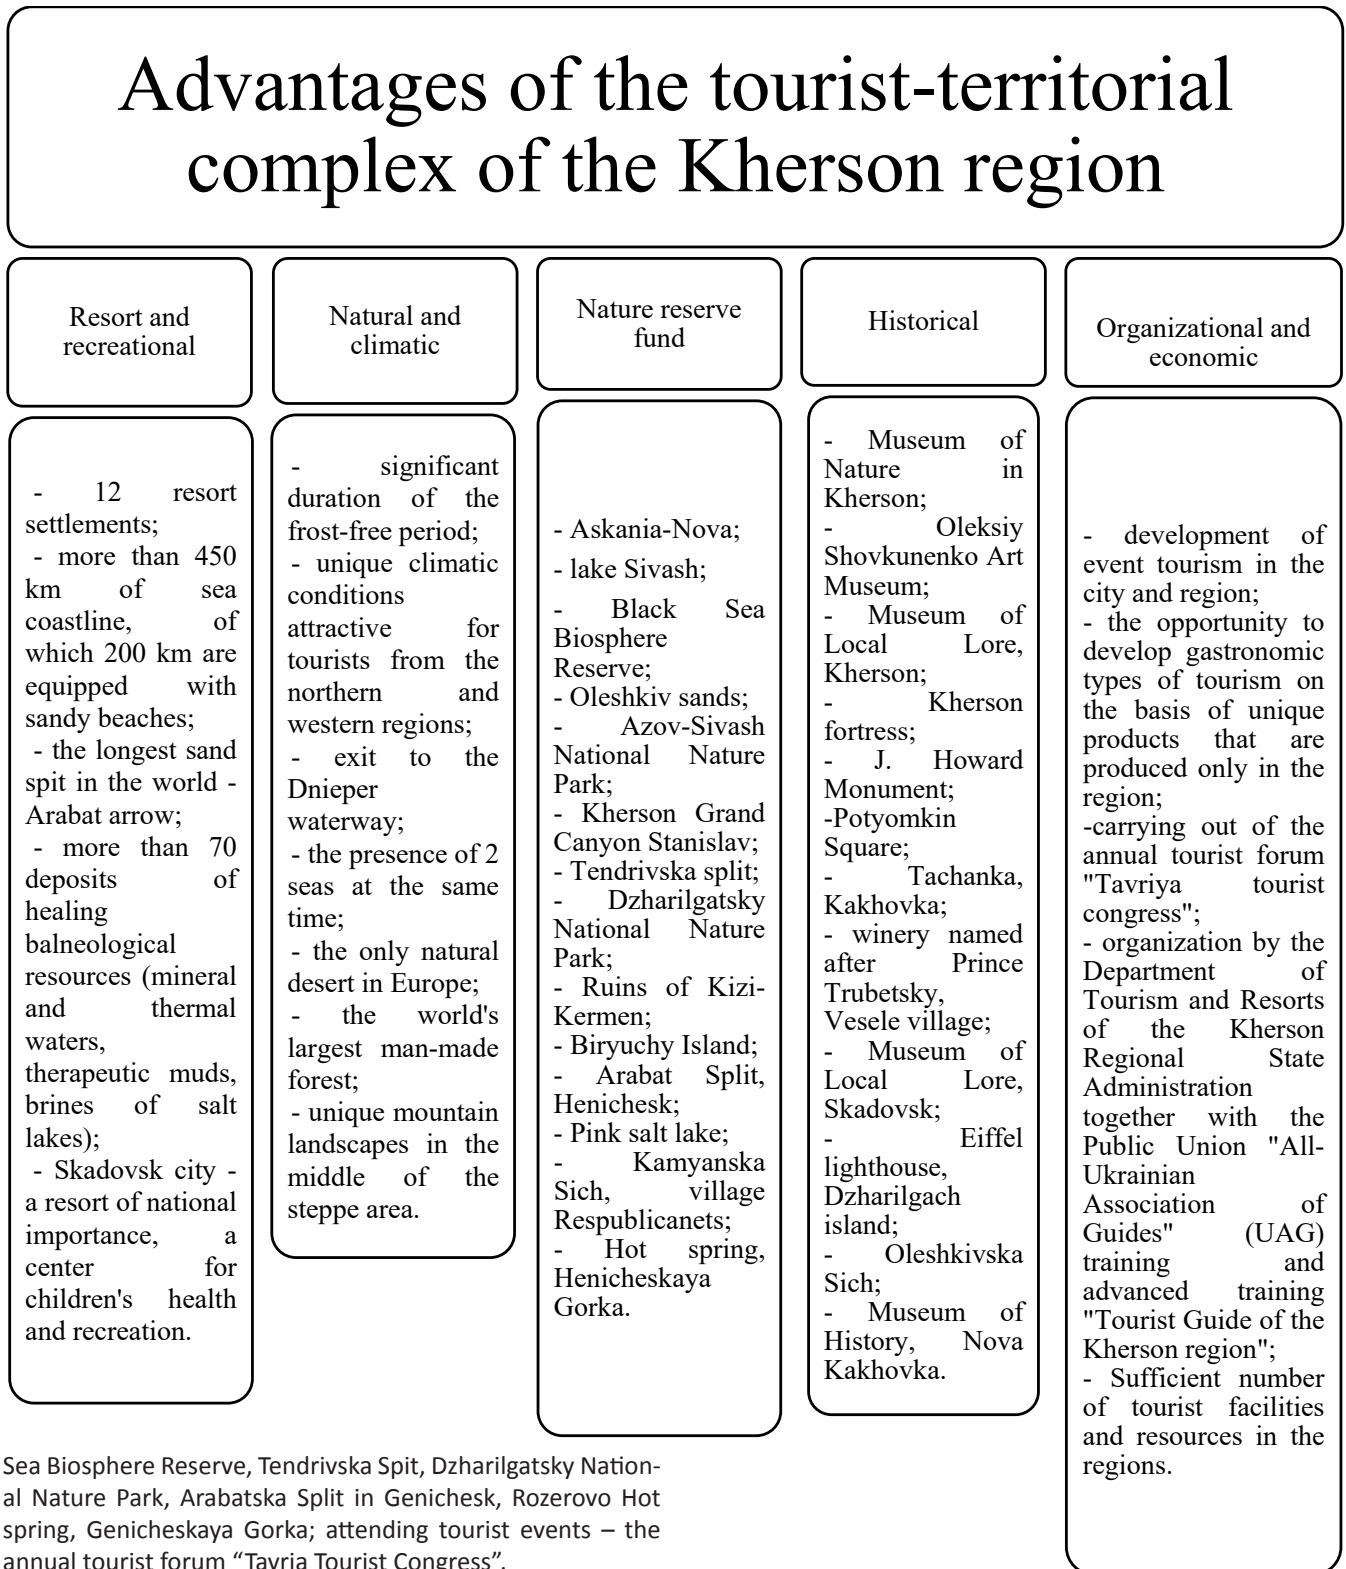 Advantages of the tourist-territorial
complex of the Kherson region
Resort and
recreational
- 12 resort
settlements;
- more than 450
km of sea
coastline, of
which 200 km are
equipped with
sandy beaches;
- the longest sand
spit in the world -
Arabat arrow;
- more than 70
deposits of
healing
balneological
resources (mineral
and thermal
waters,
therapeutic muds,
brines of salt
lakes);
- Skadovsk city -
a resort of national
importance, a
center for
children's health
and recreation.
Natural and
climatic
- significant
duration of the
frost-free period;
- unique climatic
conditions
attractive for
tourists from the
northern and
western regions;
- exit to the
Dnieper
waterway;
- the presence of 2
seas at the same
time;
- the only natural
desert in Europe;
- the world's
largest man-made
forest;
- unique mountain
landscapes in the
middle of the
steppe area.
Nature reserve
fund
- Askania-Nova;
- lake Sivash;
- Black Sea
Biosphere
Reserve;
- Oleshkiv sands;
- Azov-Sivash
National Nature
Park;
- Kherson Grand
Canyon Stanislav;
- Tendrivska split;
- Dzharilgatsky
National Nature
Park;
- Ruins of Kizi-
Kermen;
- Biryuchy Island;
- Arabat Split,
Henichesk;
- Pink salt lake;
- Kamyanska
Sich, village
Respublicanets;
- Hot spring,
Henicheskaya
Gorka.
Historical
- Museum of
Nature in
Kherson;
- Oleksiy
Shovkunenko Art
Museum;
- Museum of
Local Lore,
Kherson;
- Kherson
fortress;
- J. Howard
Monument;
-Potyomkin
Square;
- Tachanka,
Kakhovka;
- winery named
after Prince
Trubetsky,
Vesele village;
- Museum of
Local Lore,
Skadovsk;
- Eiffel
lighthouse,
Dzharilgach
island;
- Oleshkivska
Sich;
- Museum of
History, Nova
Kakhovka.
Organizational and
economic
- development of
event tourism in the
city and region;
- the opportunity to
develop gastronomic
types of tourism on
the basis of unique
products that are
produced only in the
region;
-carrying out of the
annual tourist forum
"Tavriya tourist
congress";
- organization by the
Department of
Tourism and Resorts
of the Kherson
Regional State
Administration
together with the
Public Union "All-
Ukrainian
Association of
Guides" (UAG)
training and
advanced training
"Tourist Guide of the
Kherson region";
- Sufficient number
of tourist facilities
and resources in the
regions.
Sea Biosphere Reserve, Tendrivska Spit, Dzharilgatsky Nation-
al Nature Park, Arabatska Split in Genichesk, Rozerovo Hot
spring, Genicheskaya Gorka; attending tourist events – the
annual tourist forum “Tavria Tourist Congress”.